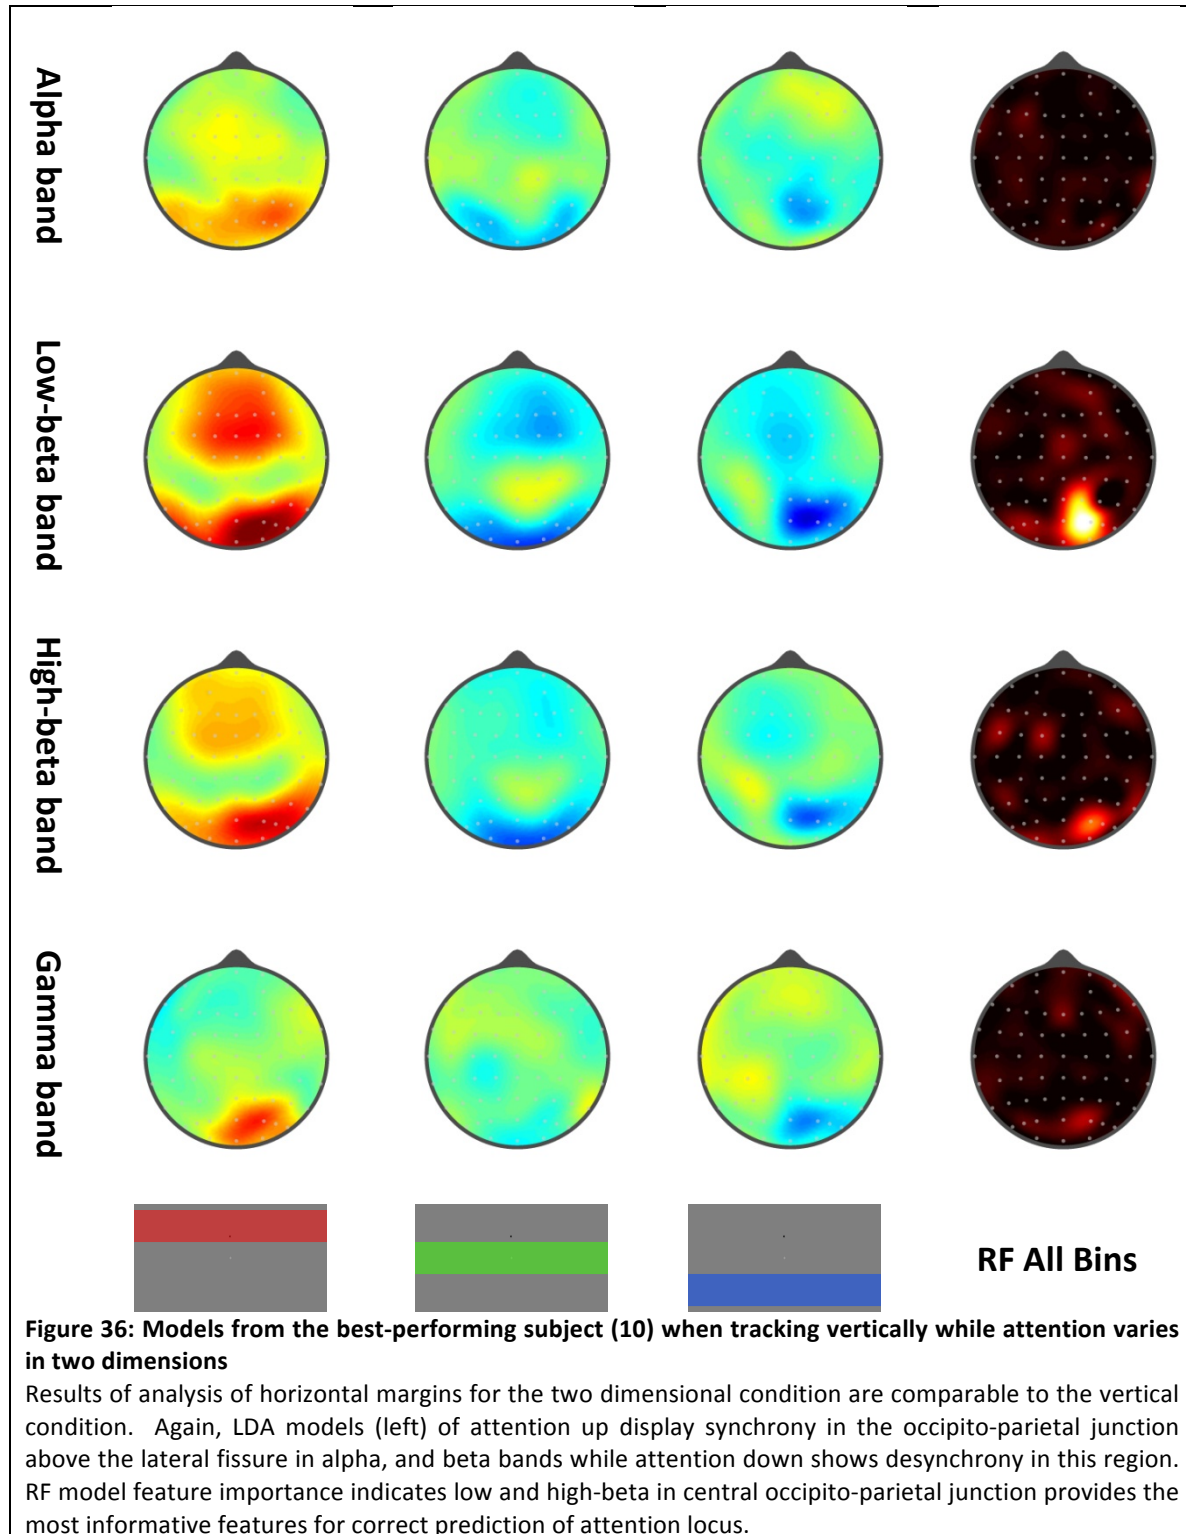 Alpha band
Low-beta band
High-beta band
Gamma band
RF All Bins
Figure 36: Models from the best-performing subject (10) when tracking vertically while attention varies
in two dimensions
Results of analysis of horizontal margins for the two dimensional condition are comparable to the vertical
condition. Again, LDA models (left) of attention up display synchrony in the occipito-parietal junction
above the lateral fissure in alpha, and beta bands while attention down shows desynchrony in this region.
RF model feature importance indicates low and high-beta in central occipito-parietal junction provides the
most informative features for correct prediction of attention locus.